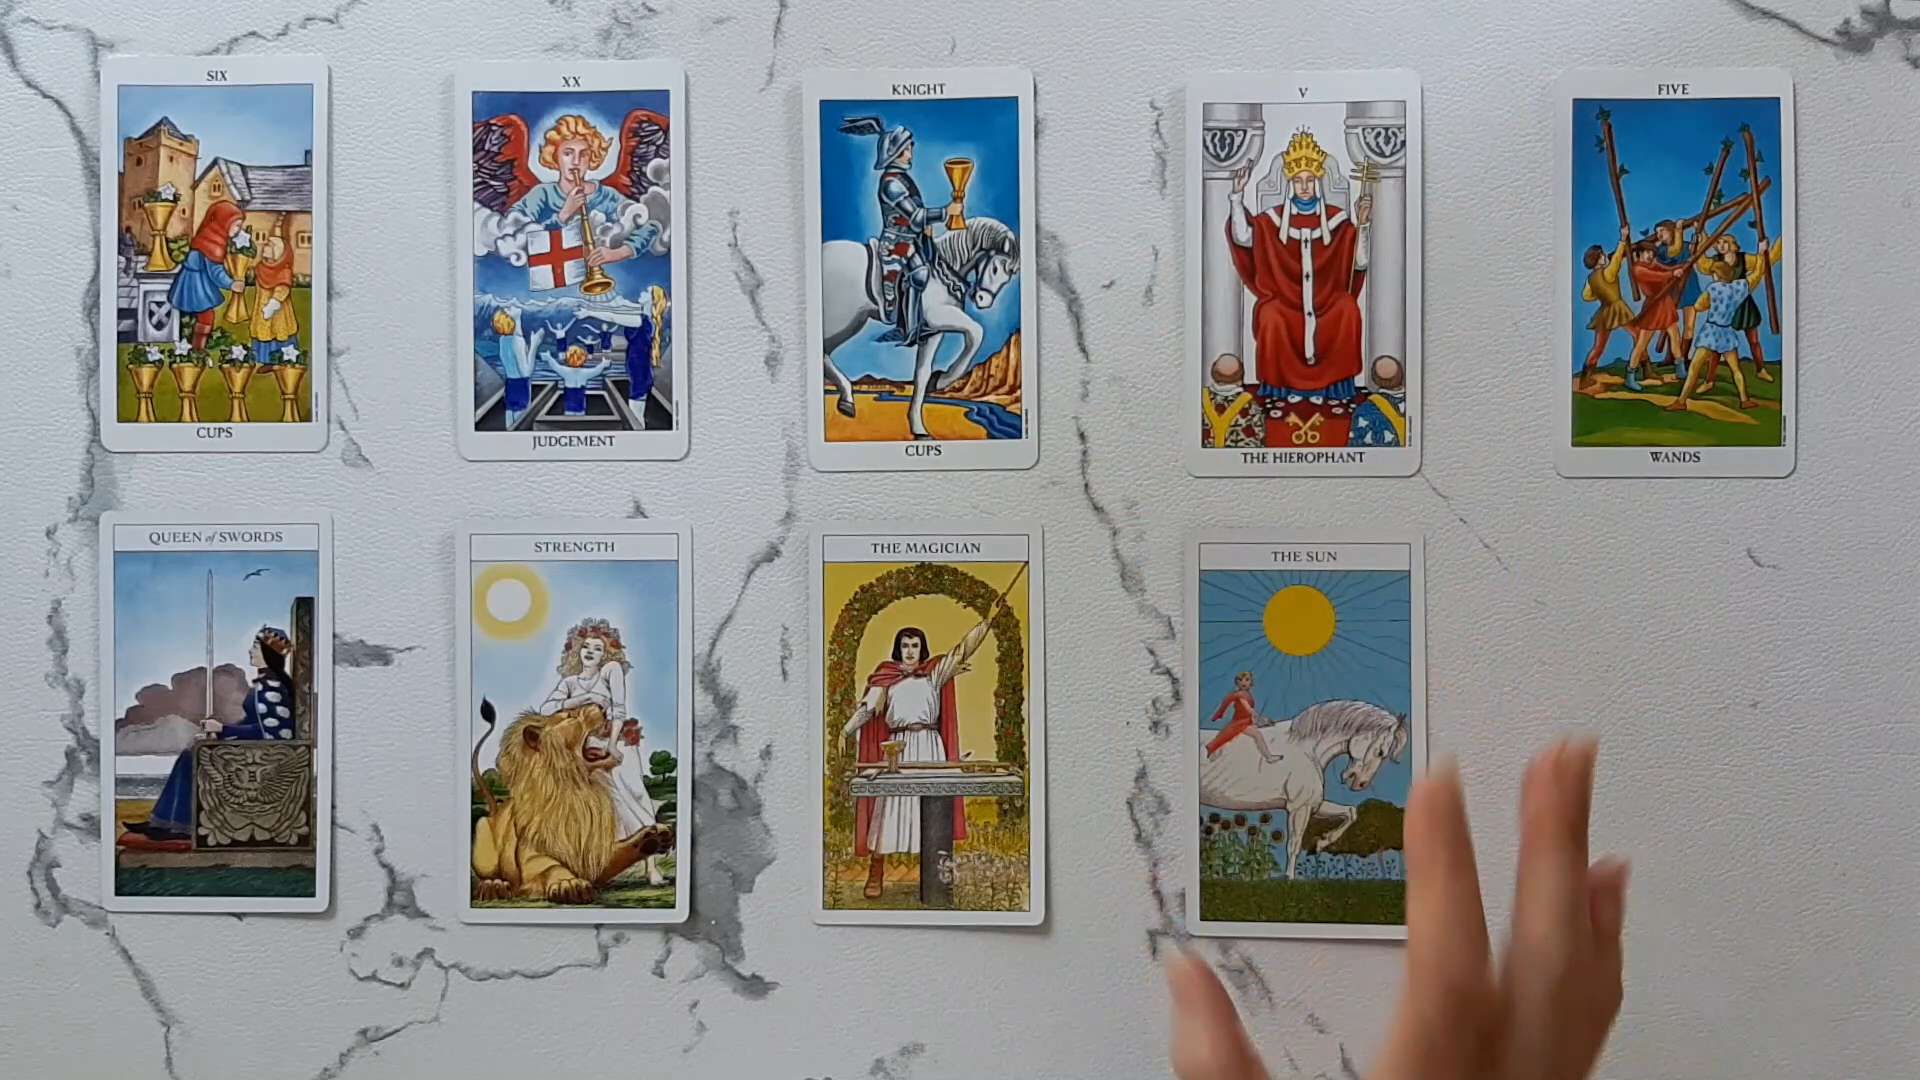 SIX
CUPS
XX
JUDGEMENT
KNIGHT
CUPS
V
THE HIEROPHANT
FIVE
WANDS
QUEEN of SWORDS
STRENGTH
THE MAGICIAN
THE SUN